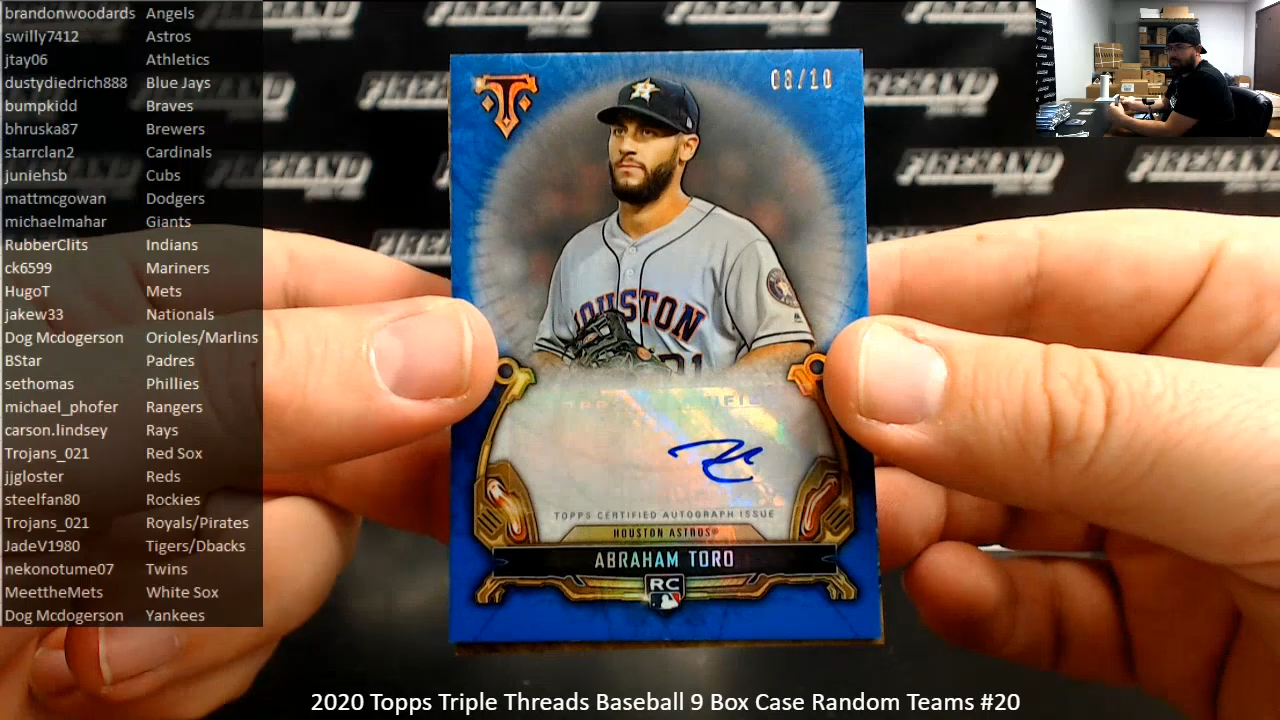 brandonwoodards Angels
swilly7412 Astros
jtay06 Athletics
dustydiedrich888 Blue Jays
bumpkidd Braves
bhruska87 Brewers
starrclan2 Cardinals
juniehsb Cubs
mattmcgowan Dodgers
michaelmahar Giants
RubberClits Indians
ck6599 Mariners
HugoT Mets
jakew33 Nationals
Dog Mcdogerson Orioles/Marlins
BStar Padres
sethomas Phillies
michael_phofer Rangers
carson.lindsey Rays
Trojans_021 Red Sox
jjgloster Reds
steelfan80 Rockies
Trojans_021 Royals/Pirates
JadeV1980 Tigers/Dbacks
nekonotume07 Twins
MeettheMets White Sox
Dog Mcdogerson Yankees
FIREHAND
FIREHAND
FIREHAND
FIREHAND
08/10
HOUSTON
TOPPS CERTIFIED AUTOGRAPH ISSUE
HOUSTON ASTROS®
ABRAHAM TORO
RC
2020 Topps Triple Threads Baseball 9 Box Case Random Teams #20